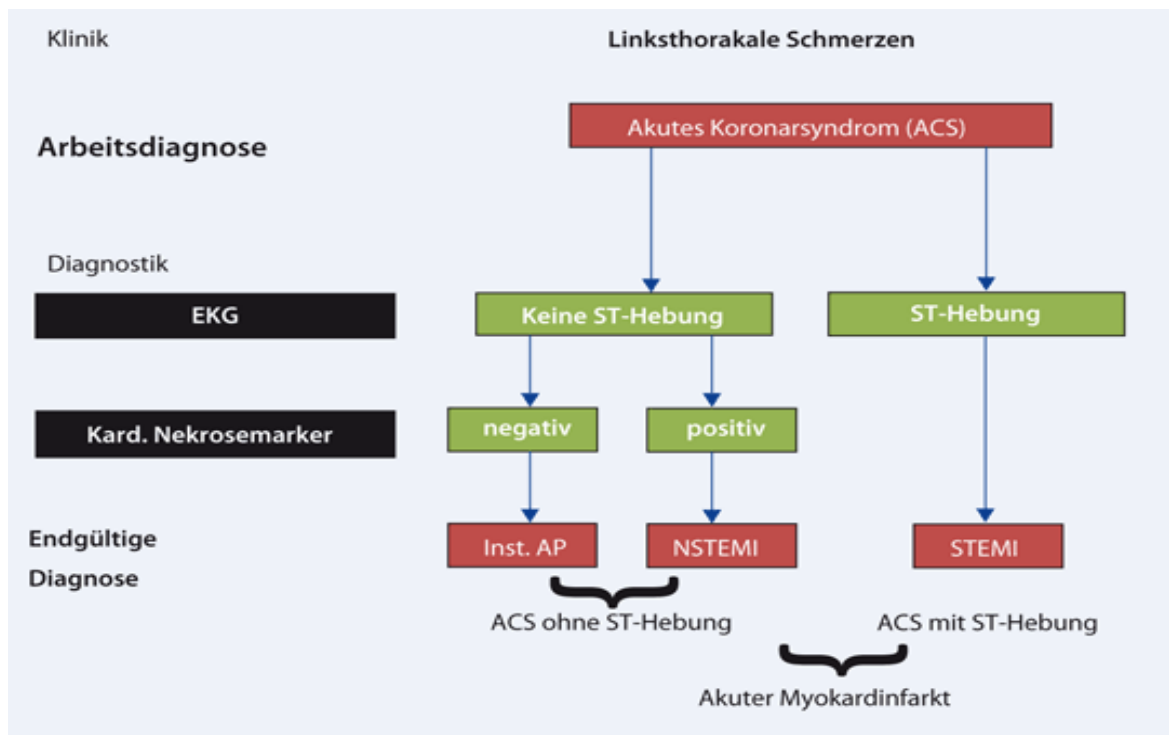 Klinik
Linksthorakale Schmerzen
Arbeitsdiagnose
Akutes Koronarsyndrom (ACS)
Diagnostik
EKG
Keine ST-Hebung
ST-Hebung
Kard. Nekrosemarker
negativ
positiv
Endgültige
Diagnose
Inst. AP
NSTEMI
STEMI
ACS ohne ST-Hebung
ACS mit ST-Hebung
Akuter Myokardinfarkt